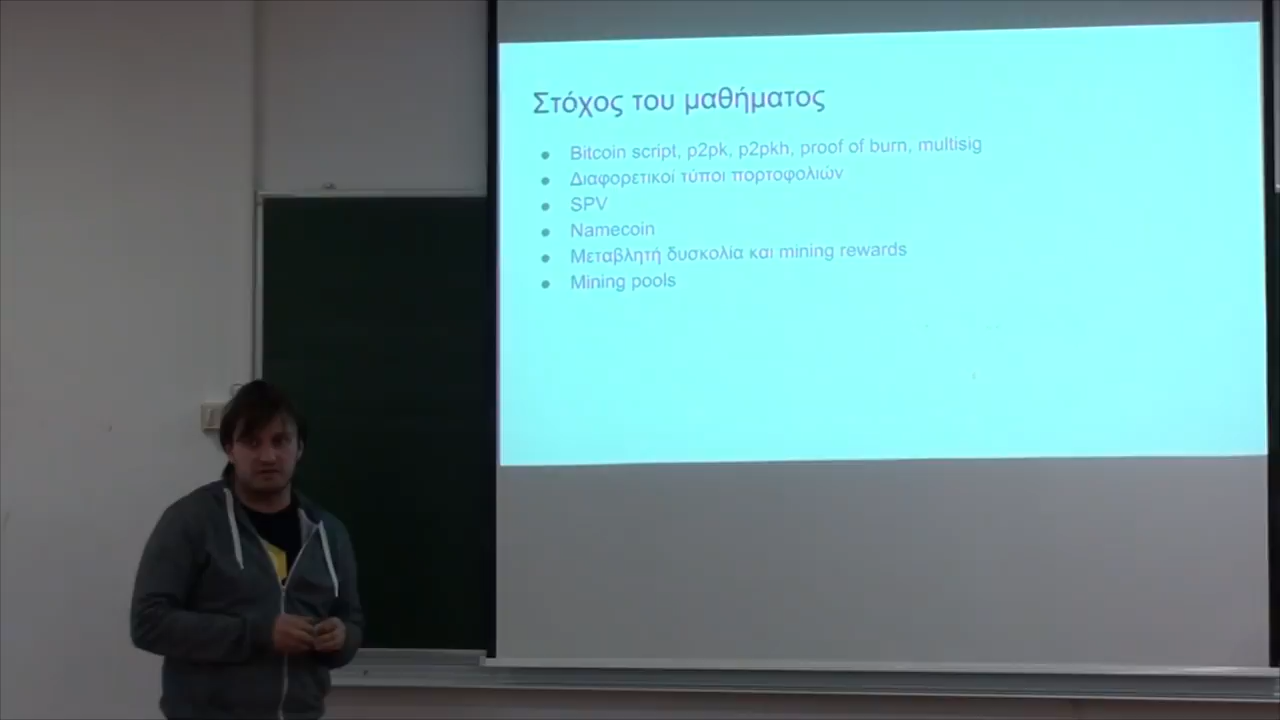 Στόχος του μαθήματος
● Bitcoin script, p2pk, p2pkh, proof of burn, multisig
● Διαφορετικοί τύποι πορτοφολιών
● SPV
● Namecoin
● Μεταβλητή δυσκολία και mining rewards
● Mining pools